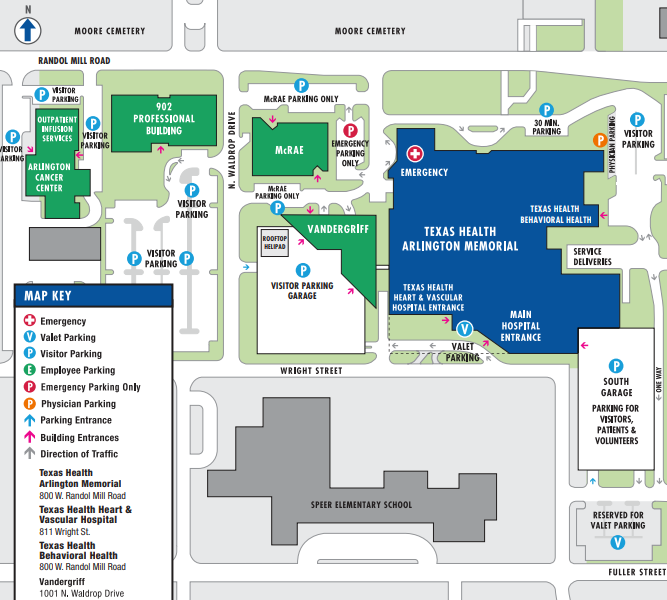 N
MOORE CEMETERY
MOORE CEMETERY
RANDOL MILL ROAD
P
VISITOR
PARKING
P
VISITOR
PARKING
P
VISITOR
PARKING
OUTPATIENT
INFUSION
SERVICES
ARLINGTON
CANCER
CENTER
902
PROFESSIONAL
BUILDING
N. WALDROP DRIVE
P
McRAE PARKING ONLY
McRAE
P
EMERGENCY
PARKING
ONLY
P
30 MIN.
PARKING
P
PHYSICIAN PARKING
P
VISITOR
PARKING
EMERGENCY
P
VISITOR
PARKING
McRAE
PARKING ONLY
P
VANDERGRIFF
ROOFTOP
HELIPAD
P
VISITOR PARKING
GARAGE
P
VISITOR
PARKING
P
TEXAS HEALTH
ARLINGTON MEMORIAL
TEXAS HEALTH
BEHAVIORAL HEALTH
SERVICE
DELIVERIES
TEXAS HEALTH
HEART & VASCULAR
HOSPITAL ENTRANCE
MAIN
HOSPITAL
ENTRANCE
V
VALET
PARKING
WRIGHT STREET
P
SOUTH
GARAGE
PARKING FOR
VISITORS,
PATIENTS &
VOLUNTEERS
ONE WAY
SPEER ELEMENTARY SCHOOL
RESERVED FOR
VALET PARKING
V
FULLER STREET
MAP KEY
Emergency
V Valet Parking
P Visitor Parking
E Employee Parking
P Emergency Parking Only
P Physician Parking
Parking Entrance
Building Entrances
Direction of Traffic
Texas Health
Arlington Memorial
800 W. Randol Mill Road
Texas Health Heart &
Vascular Hospital
811 Wright St.
Texas Health
Behavioral Health
800 W. Randol Mill Road
Vandergriff
1001 N. Waldrop Drive